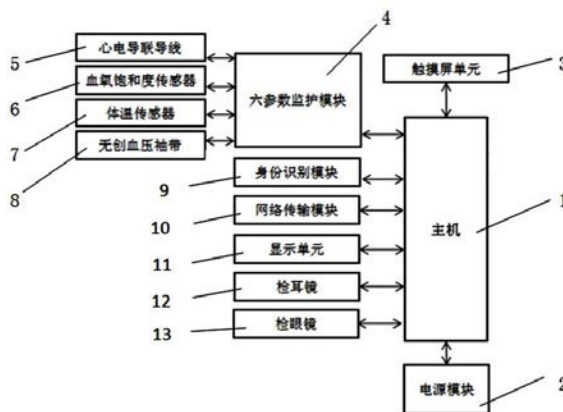 4
5
心电导联导线
触摸屏单元
3
6
血氧饱和度传感器
六参数监护模块
7
体温传感器
8
无创血压袖带
9
身份识别模块
10
网络传输模块
主机
1
11
显示单元
12
检耳镜
13
检眼镜
电源模块
2